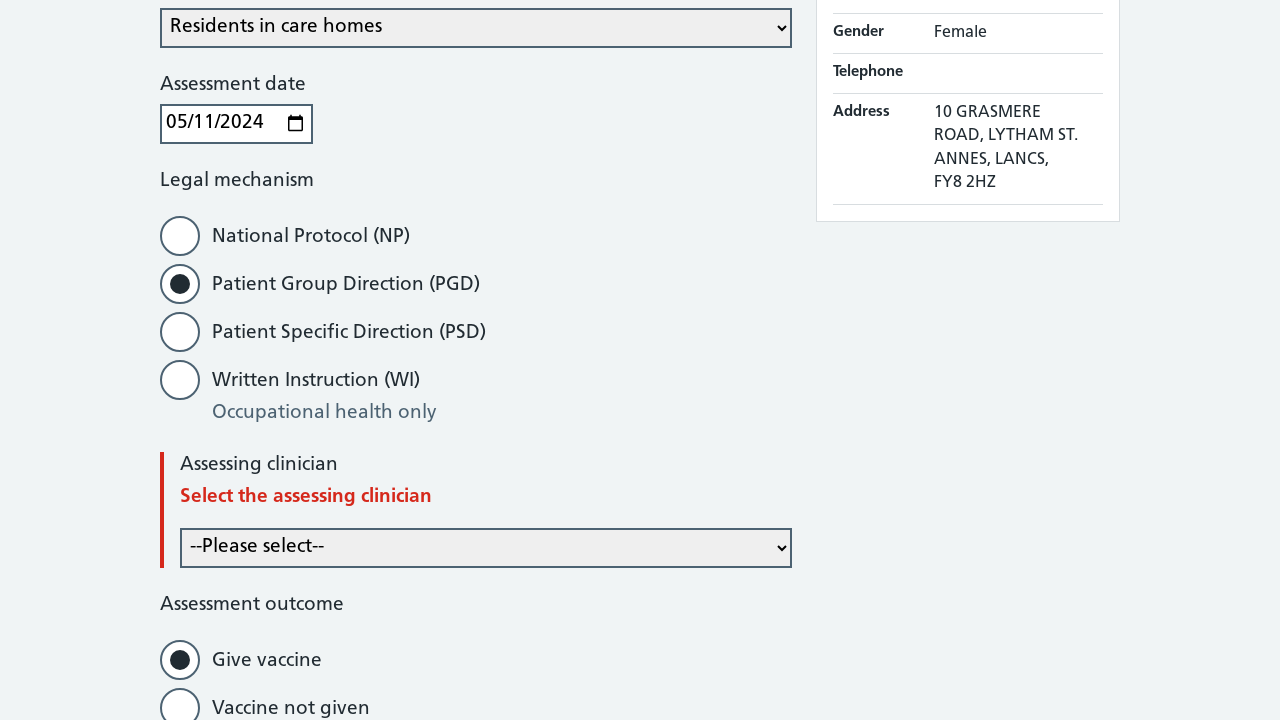 Residents in care homes
Assessment date
05/11/2024
Legal mechanism
National Protocol (NP)
Patient Group Direction (PGD)
Patient Specific Direction (PSD)
Written Instruction (WI)
Occupational health only
Assessing clinician
Select the assessing clinician
--Please select--
Assessment outcome
Give vaccine
Vaccine not given
Gender Female
Telephone
Address 10 GRASMERE
ROAD, LYTHAM ST.
ANNES, LANCS,
FY8 2HZ